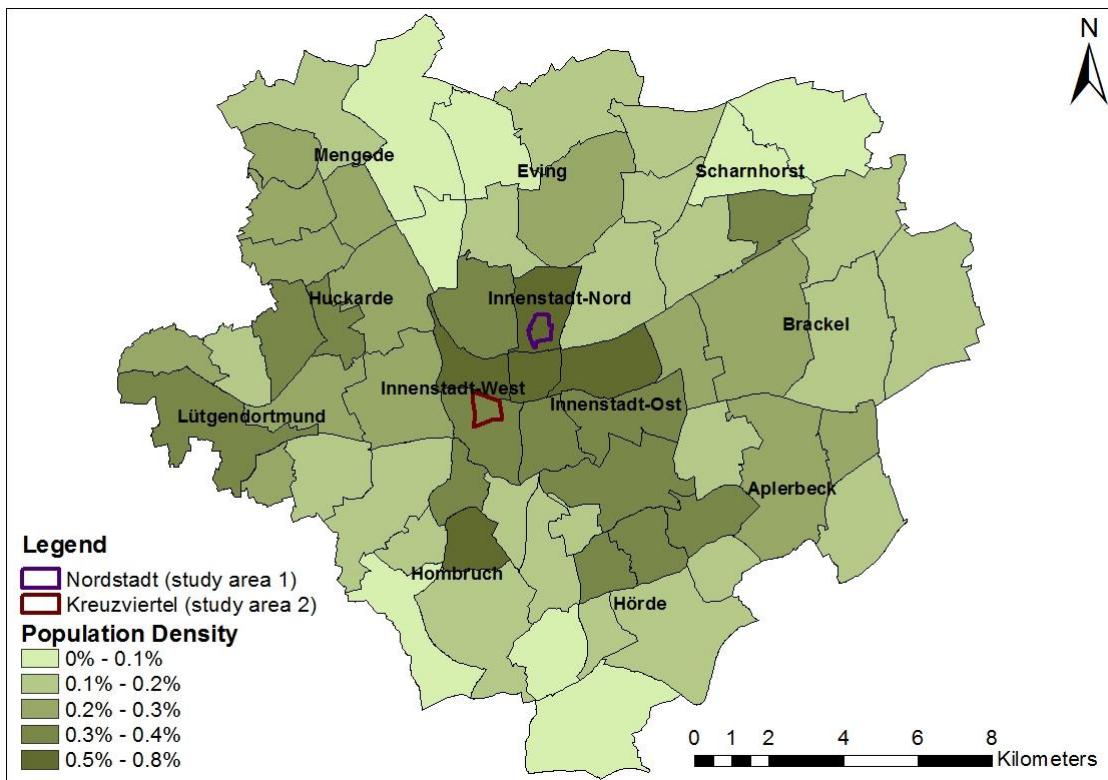 N
Mengede
Eving
Scharnhorst
Huckarde
Innenstadt-Nord
Brackel
Innenstadt-West
Innenstadt-Ost
Lütgendortmund
Aplerbeck
Hombruch
Hörde
Legend
Nordstadt (study area 1)
Kreuzviertel (study area 2)
Population Density
0% - 0.1%
0.1% - 0.2%
0.2% - 0.3%
0.3% - 0.4%
0.5% - 0.8%
0 1 2 4 6 8
Kilometers